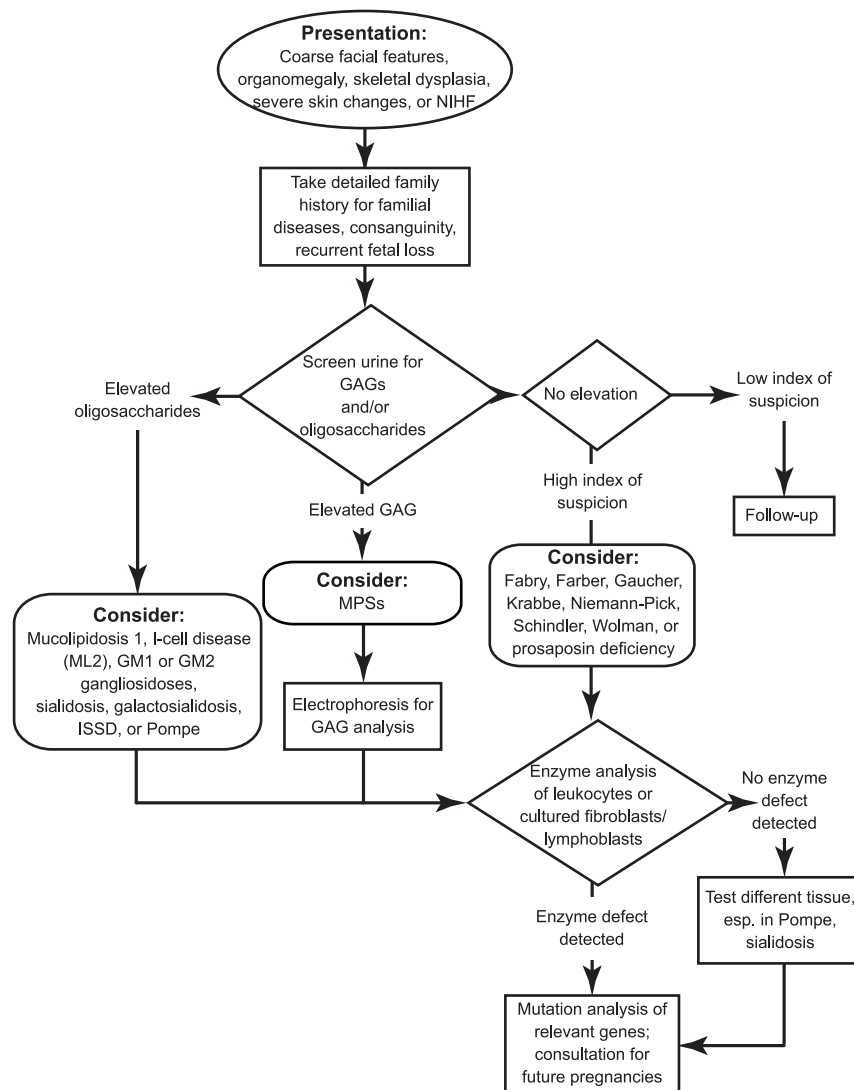 Presentation:
Coarse facial features,
organomegaly, skeletal dysplasia,
severe skin changes, or NIHF
Take detailed family
history for familial
diseases, consanguinity,
recurrent fetal loss
Screen urine for
GAGs
and/or
oligosaccharides
Elevated
oligosaccharides
No elevation
Low index of
suspicion
High index of
suspicion
Follow-up
Elevated GAG
Consider:
Mucolipidosis 1, I-cell disease
(ML2), GM1 or GM2
gangliosidoses,
sialidosis, galactosialidosis,
ISSD, or Pompe
Consider:
MPSs
Consider:
Fabry, Farber, Gaucher,
Krabbe, Niemann-Pick,
Schindler, Wolman, or
prosaposin deficiency
Electrophoresis for
GAG analysis
Enzyme analysis
of leukocytes or
cultured fibroblasts/
lymphoblasts
No enzyme
defect
detected
Enzyme defect
detected
Test different tissue,
esp. in Pompe,
sialidosis
Mutation analysis of
relevant genes;
consultation for
future pregnancies